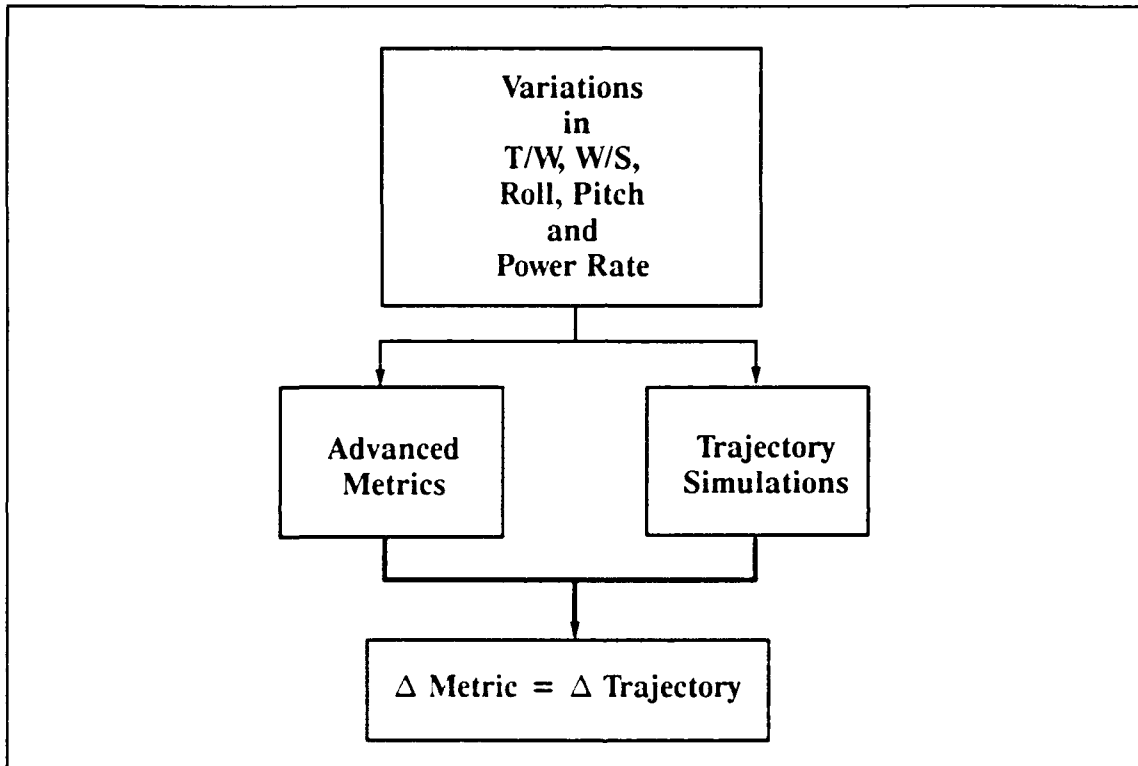 Variations
in
T/W, W/S,
Roll, Pitch
and
Power Rate
Advanced
Metrics
Trajectory
Simulations
Δ Metric = Δ Trajectory